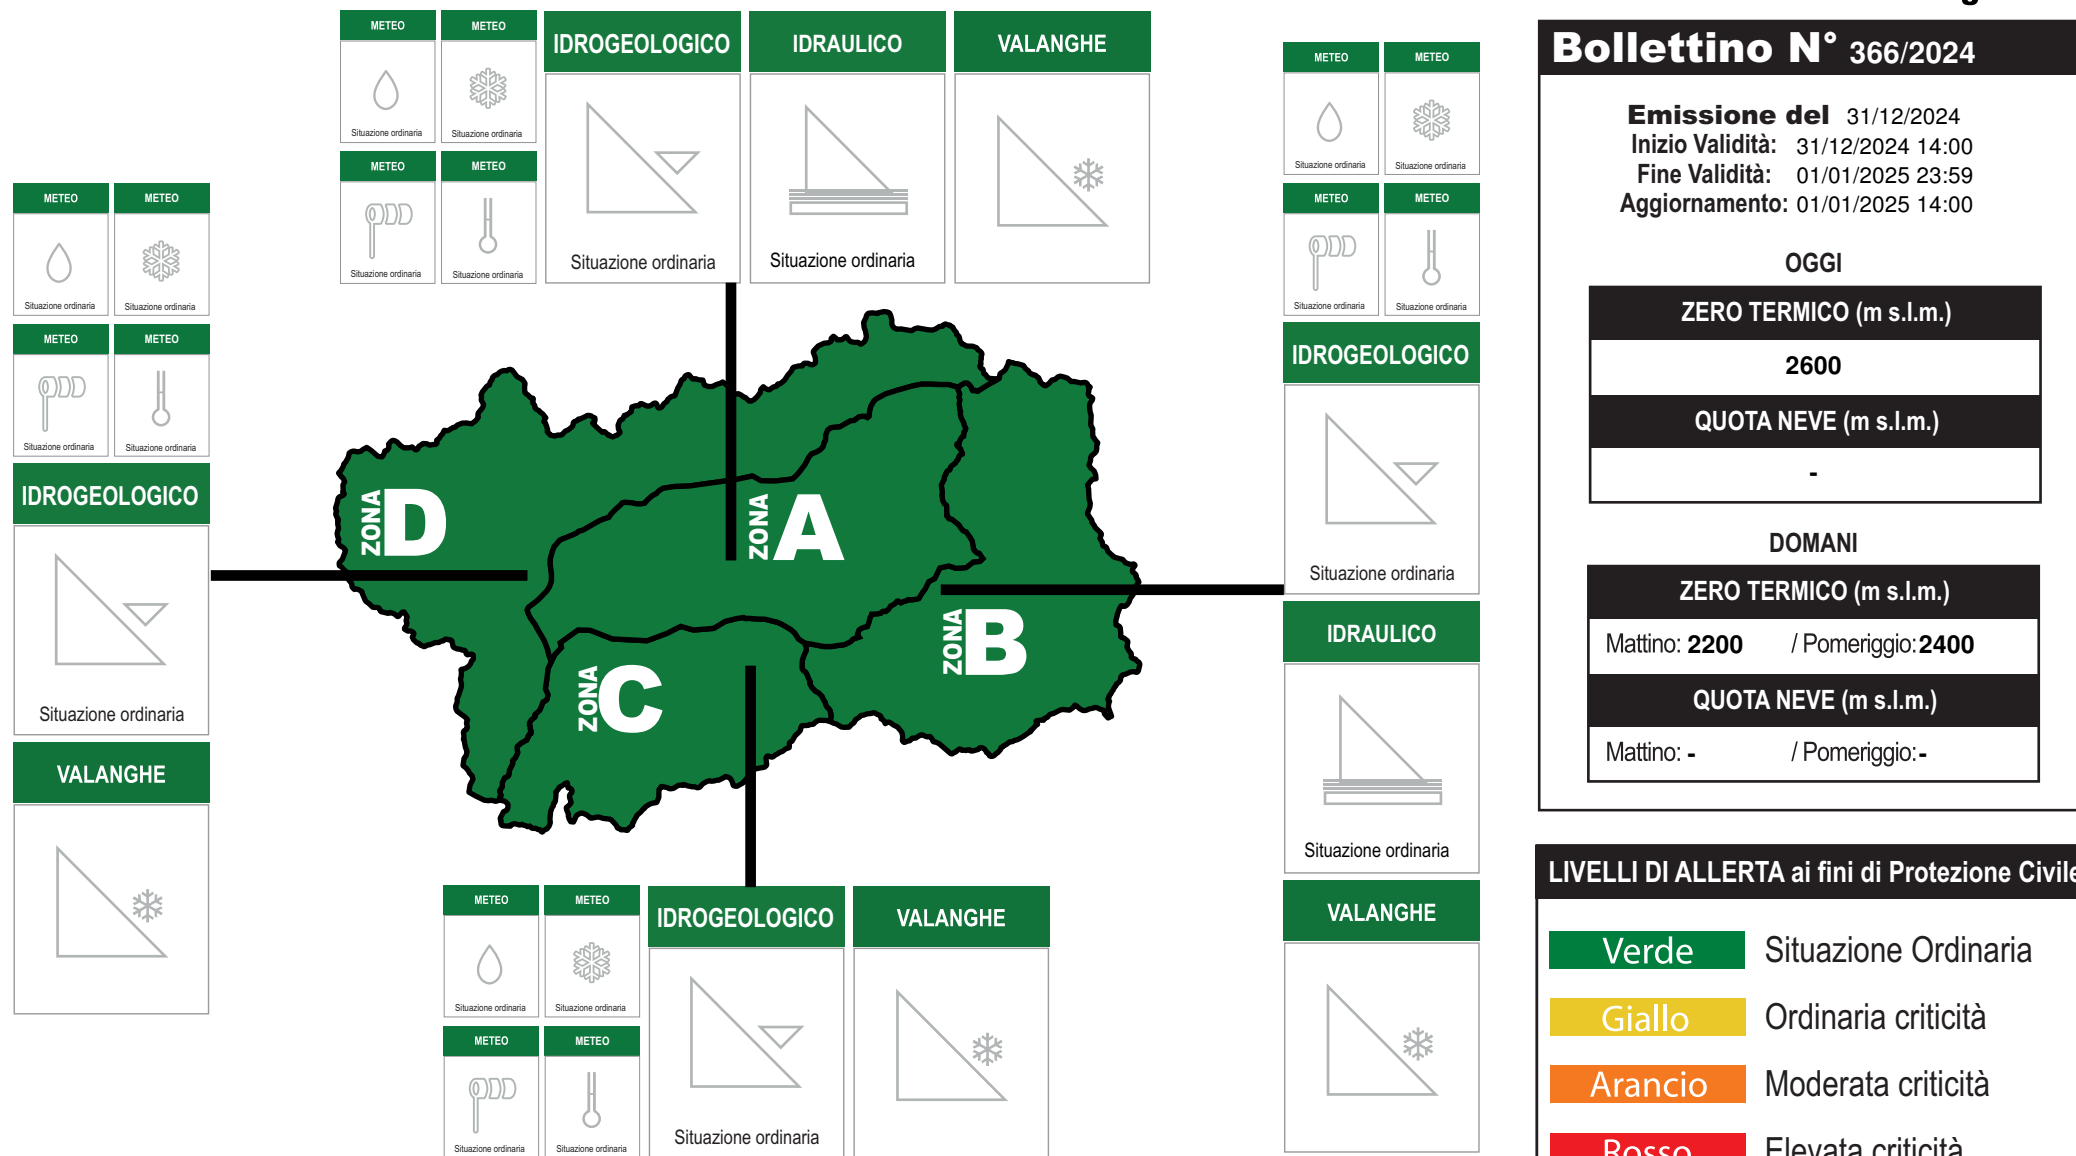 METEO
METEO
Situazione ordinaria
Situazione ordinaria
METEO
METEO
Situazione ordinaria
Situazione ordinaria
IDROGEOLOGICO
Situazione ordinaria
IDRAULICO
Situazione ordinaria
VALANGHE
METEO
METEO
Situazione ordinaria
Situazione ordinaria
METEO
METEO
Situazione ordinaria
Situazione ordinaria
IDROGEOLOGICO
Situazione ordinaria
VALANGHE
ZONA D
ZONA A
ZONA B
ZONA C
METEO
METEO
Situazione ordinaria
Situazione ordinaria
METEO
METEO
Situazione ordinaria
Situazione ordinaria
IDROGEOLOGICO
Situazione ordinaria
IDRAULICO
Situazione ordinaria
VALANGHE
METEO
METEO
Situazione ordinaria
Situazione ordinaria
METEO
METEO
Situazione ordinaria
Situazione ordinaria
IDROGEOLOGICO
Situazione ordinaria
VALANGHE
Bollettino N° 366/2024
Emissione del 31/12/2024
Inizio Validità: 31/12/2024 14:00
Fine Validità: 01/01/2025 23:59
Aggiornamento: 01/01/2025 14:00
OGGI
ZERO TERMICO (m s.l.m.)
2600
QUOTA NEVE (m s.l.m.)
-
DOMANI
ZERO TERMICO (m s.l.m.)
Mattino: 2200 / Pomeriggio: 2400
QUOTA NEVE (m s.l.m.)
Mattino: - / Pomeriggio: -
LIVELLI DI ALLERTA ai fini di Protezione Civile
Verde Situazione Ordinaria
Giallo Ordinaria criticità
Arancio Moderata criticità
Rosso Elevata criticità